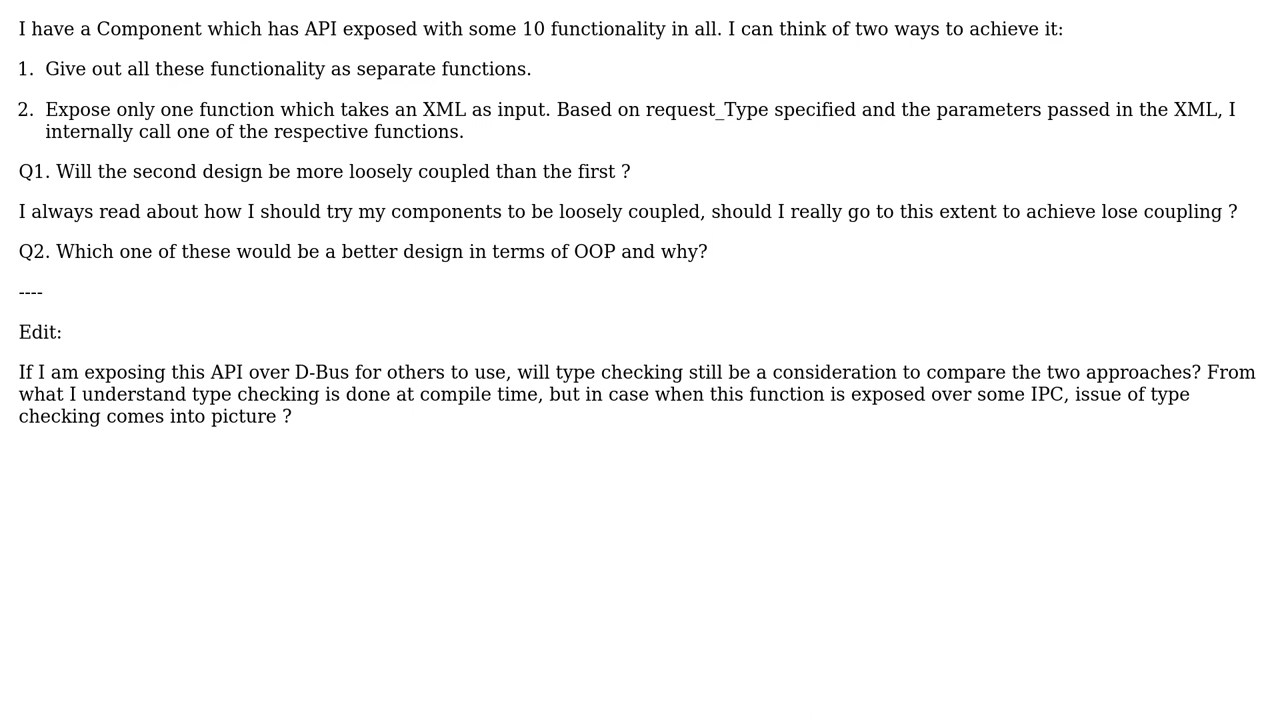 I have a Component which has API exposed with some 10 functionality in all. I can think of two ways to achieve it:
1. Give out all these functionality as separate functions.
2. Expose only one function which takes an XML as input. Based on request_Type specified and the parameters passed in the XML, I
internally call one of the respective functions.
Q1. Will the second design be more loosely coupled than the first ?
I always read about how I should try my components to be loosely coupled, should I really go to this extent to achieve lose coupling ?
Q2. Which one of these would be a better design in terms of OOP and why?
----
Edit:
If I am exposing this API over D-Bus for others to use, will type checking still be a consideration to compare the two approaches? From
what I understand type checking is done at compile time, but in case when this function is exposed over some IPC, issue of type
checking comes into picture ?